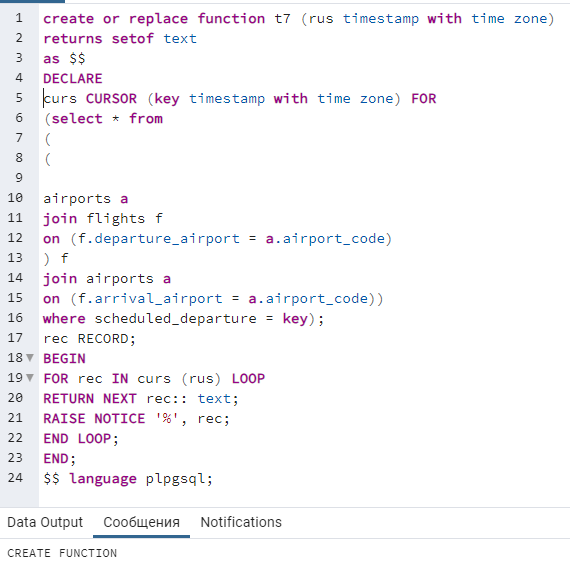 1 create or replace function t7 (rus timestamp with time zone)
2 returns setof text
3 as $$
4 DECLARE
5 curs CURSOR (key timestamp with time zone) FOR
6 (select * from
7 (
8 (
9
10 airports a
11 join flights f
12 on (f.departure_airport = a.airport_code)
13 ) f
14 join airports a
15 on (f.arrival_airport = a.airport_code))
16 where scheduled_departure = key);
17 rec RECORD;
18 BEGIN
19 FOR rec IN curs (rus) LOOP
20 RETURN NEXT rec:: text;
21 RAISE NOTICE '%', rec;
22 END LOOP;
23 END;
24 $$ language plpgsql;
Data Output Сообщения Notifications
CREATE FUNCTION